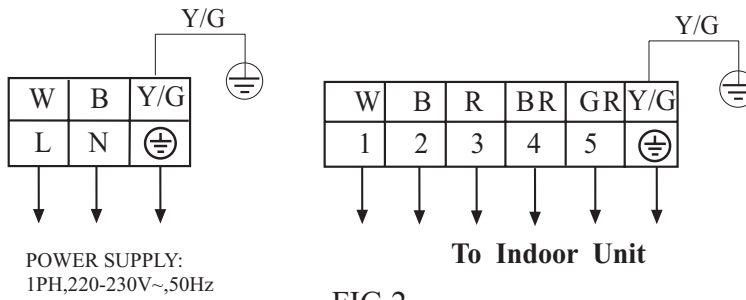 Y/G
W B Y/G
L N
POWER SUPPLY:
1PH,220-230V~,50Hz
Y/G
W B R BR GR Y/G
1 2 3 4 5
To Indoor Unit